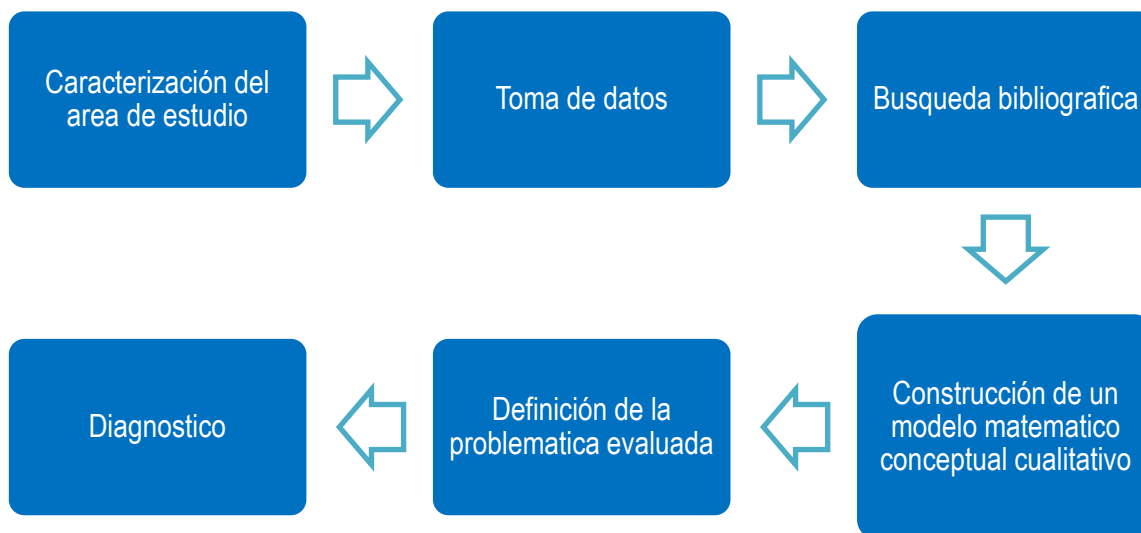 Caracterización del
area de estudio
Toma de datos
Busqueda bibliografica
Construcción de un
modelo matematico
conceptual cualitativo
Definición de la
problematica evaluada
Diagnostico